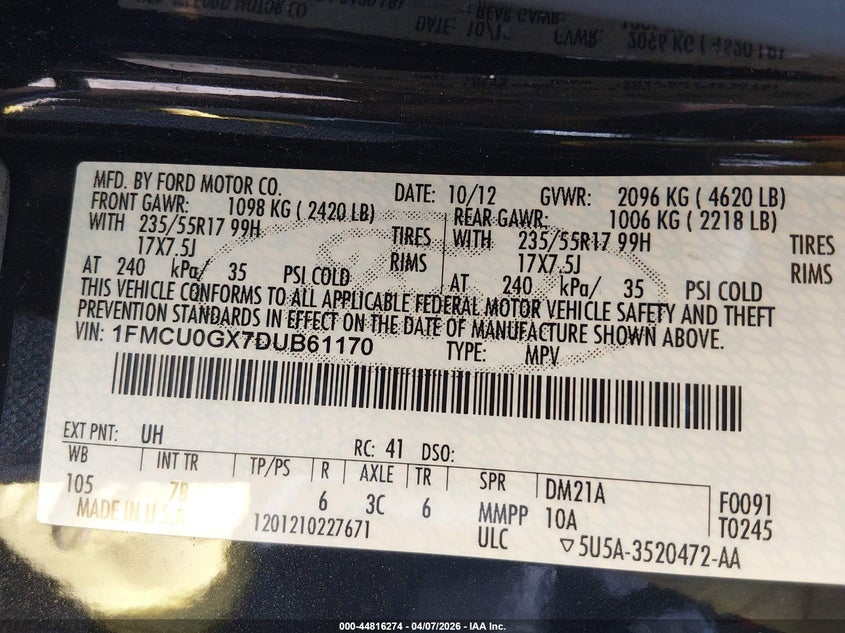 MFD. BY FORD MOTOR CO.
DATE: 10/12 GVWR: 2096 KG ( 4620 LB)
FRONT GAWR: 1098 KG ( 2420 LB)
WITH 235/55R17 99H TIRES
17X7.5J RIMS
AT 240 kPa/ 35 PSI COLD
REAR GAWR: 1006 KG ( 2218 LB)
WITH 235/55R17 99H TIRES
17X7.5J RIMS
AT 240 kPa/ 35 PSI COLD
THIS VEHICLE CONFORMS TO ALL APPLICABLE FEDERAL MOTOR VEHICLE SAFETY AND THEFT
PREVENTION STANDARDS IN EFFECT ON THE DATE OF MANUFACTURE SHOWN ABOVE.
VIN: 1FMCU0GX7DUB61170 TYPE: MPV
EXT PNT: UH RC: 41 DSO:
WB INT TR TP/PS R AXLE TR SPR
105 7B 6 3C 6 MMPP
ULC
DM21A
10A
F0091
T0245
MADE IN U.S.A.
1201210227671
▽5U5A-3520472-AA
000-44816274 - 04/07/2026 - IAA Inc.